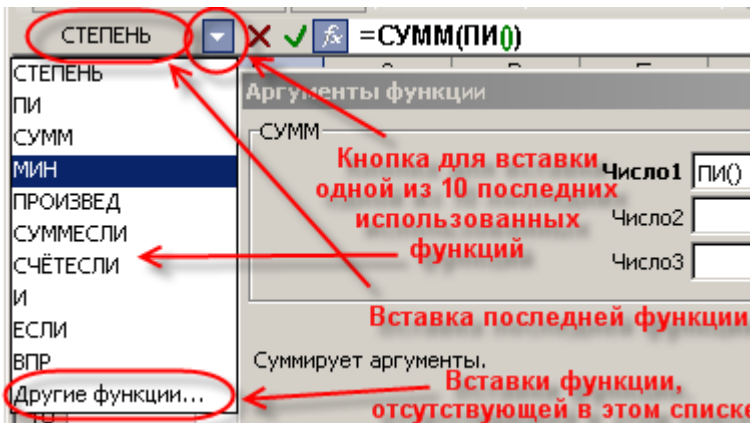 СТЕПЕНЬ fx =СУММ(ПИ())
СТЕПЕНЬ
ПИ
СУММ
МИН
ПРОИЗВЕД
СУММЕСЛИ
СЧЁТЕСЛИ
И
ЕСЛИ
ВПР
Другие функции...
Аргументы функции
СУММ
Число1 ПИ()
Число2
Число3
Кнопка для вставки
одной из 10 последних
использованных
функций
Вставка последней функции
Суммирует аргументы.
Вставки функции,
отсутствующей в этом списке